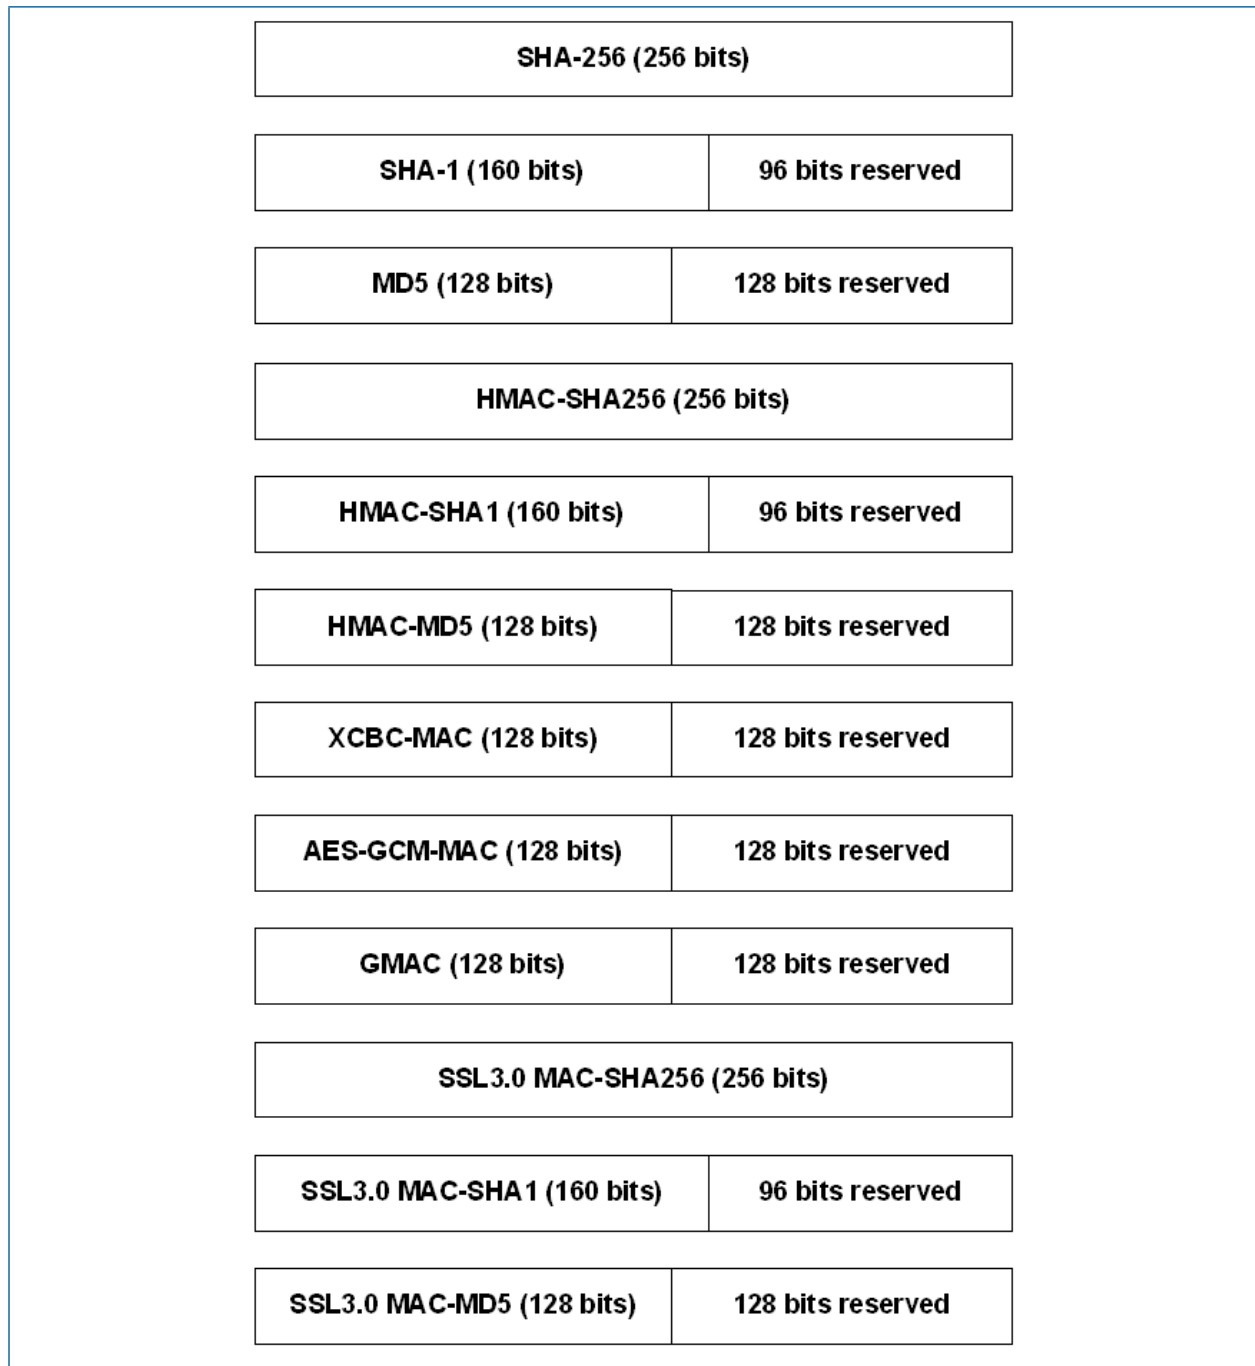 SHA-256 (256 bits)
SHA-1 (160 bits) 96 bits reserved
MD5 (128 bits) 128 bits reserved
HMAC-SHA256 (256 bits)
HMAC-SHA1 (160 bits) 96 bits reserved
HMAC-MD5 (128 bits) 128 bits reserved
XCBC-MAC (128 bits) 128 bits reserved
AES-GCM-MAC (128 bits) 128 bits reserved
GMAC (128 bits) 128 bits reserved
SSL3.0 MAC-SHA256 (256 bits)
SSL3.0 MAC-SHA1 (160 bits) 96 bits reserved
SSL3.0 MAC-MD5 (128 bits) 128 bits reserved